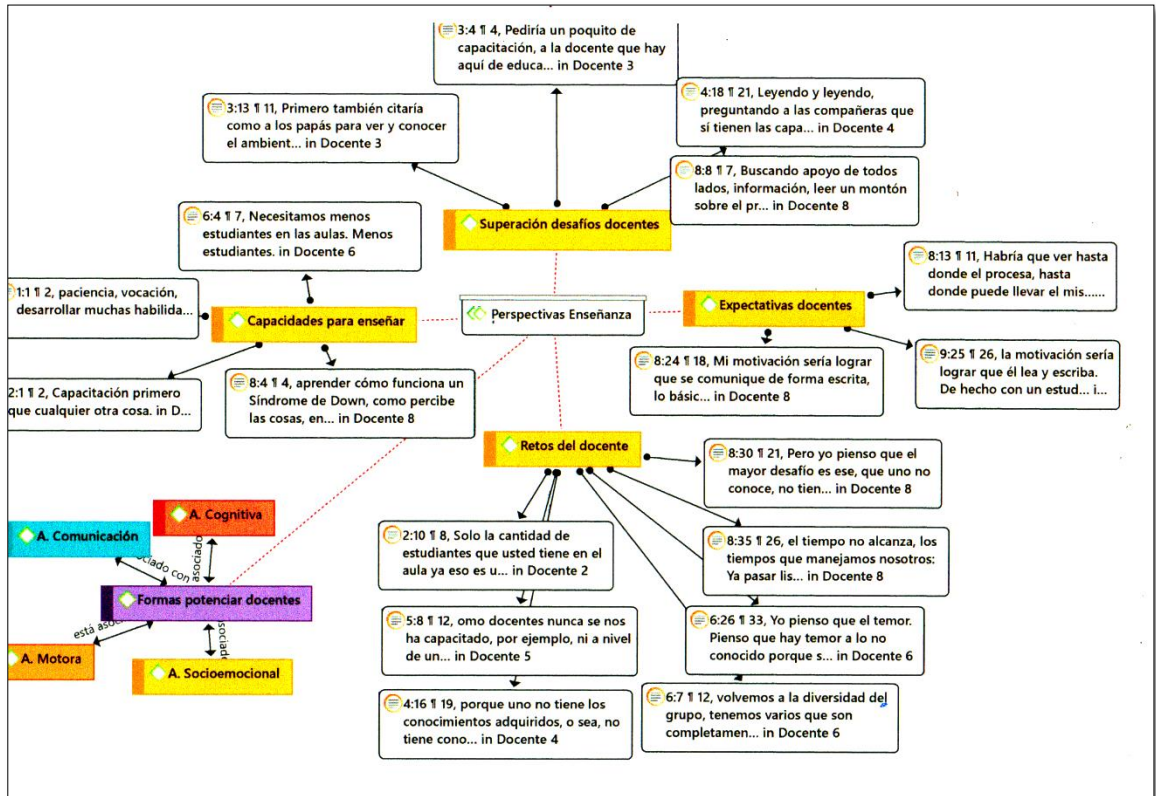 3:4 ¶ 4, Pediría un poquito de
capacitación, a la docente que hay
aquí de educa... in Docente 3
3:13 ¶ 11, Primero también citaría
como a los papás para ver y conocer
el ambient... in Docente 3
4:18 ¶ 21, Leyendo y leyendo,
preguntando a las compañeras que
sí tienen las capa... in Docente 4
8:8 ¶ 7, Buscando apoyo de todos
lados, información, leer un montón
sobre el pr... in Docente 8
Superación desafíos docentes
6:4 ¶ 7, Necesitamos menos
estudiantes en las aulas. Menos
estudiantes. in Docente 6
1:1 ¶ 2, paciencia, vocación,
desarrollar muchas habilida...
Capacidades para enseñar
2:1 ¶ 2, Capacitación primero
que cualquier otra cosa. in D...
8:4 ¶ 4, aprender cómo funciona un
Síndrome de Down, como percibe
las cosas, en... in Docente 8
Perspectivas Enseñanza
Expectativas docentes
8:13 ¶ 11, Habría que ver hasta
donde el procesa, hasta
donde puede llevar el mis......
in Docente 8
8:24 ¶ 18, Mi motivación sería lograr
que se comunique de forma escrita,
lo básic... in Docente 8
9:25 ¶ 26, la motivación sería
lograr que él lea y escriba.
De hecho con un estud... i...
Retos del docente
8:30 ¶ 21, Pero yo pienso que el
mayor desafío es ese, que uno no
conoce, no tien... in Docente 8
2:10 ¶ 8, Solo la cantidad de
estudiantes que usted tiene en el
aula ya eso es u... in Docente 2
8:35 ¶ 26, el tiempo no alcanza, los
tiempos que manejamos nosotros:
Ya pasar lis... in Docente 8
5:8 ¶ 12, omo docentes nunca se nos
ha capacitado, por ejemplo, ni a nivel
de un... in Docente 5
6:26 ¶ 33, Yo pienso que el temor.
Pienso que hay temor a lo no
conocido porque s... in Docente 6
4:16 ¶ 19, porque uno no tiene los
conocimientos adquiridos, o sea, no
tiene cono... in Docente 4
6:7 ¶ 12, volvemos a la diversidad del
grupo, tenemos varios que son
completamen... in Docente 6
A. Cognitiva
A. Comunicación
ociado con
asociado
Formas potenciar docentes
está asoc
asociado
A. Motora
A. Socioemocional